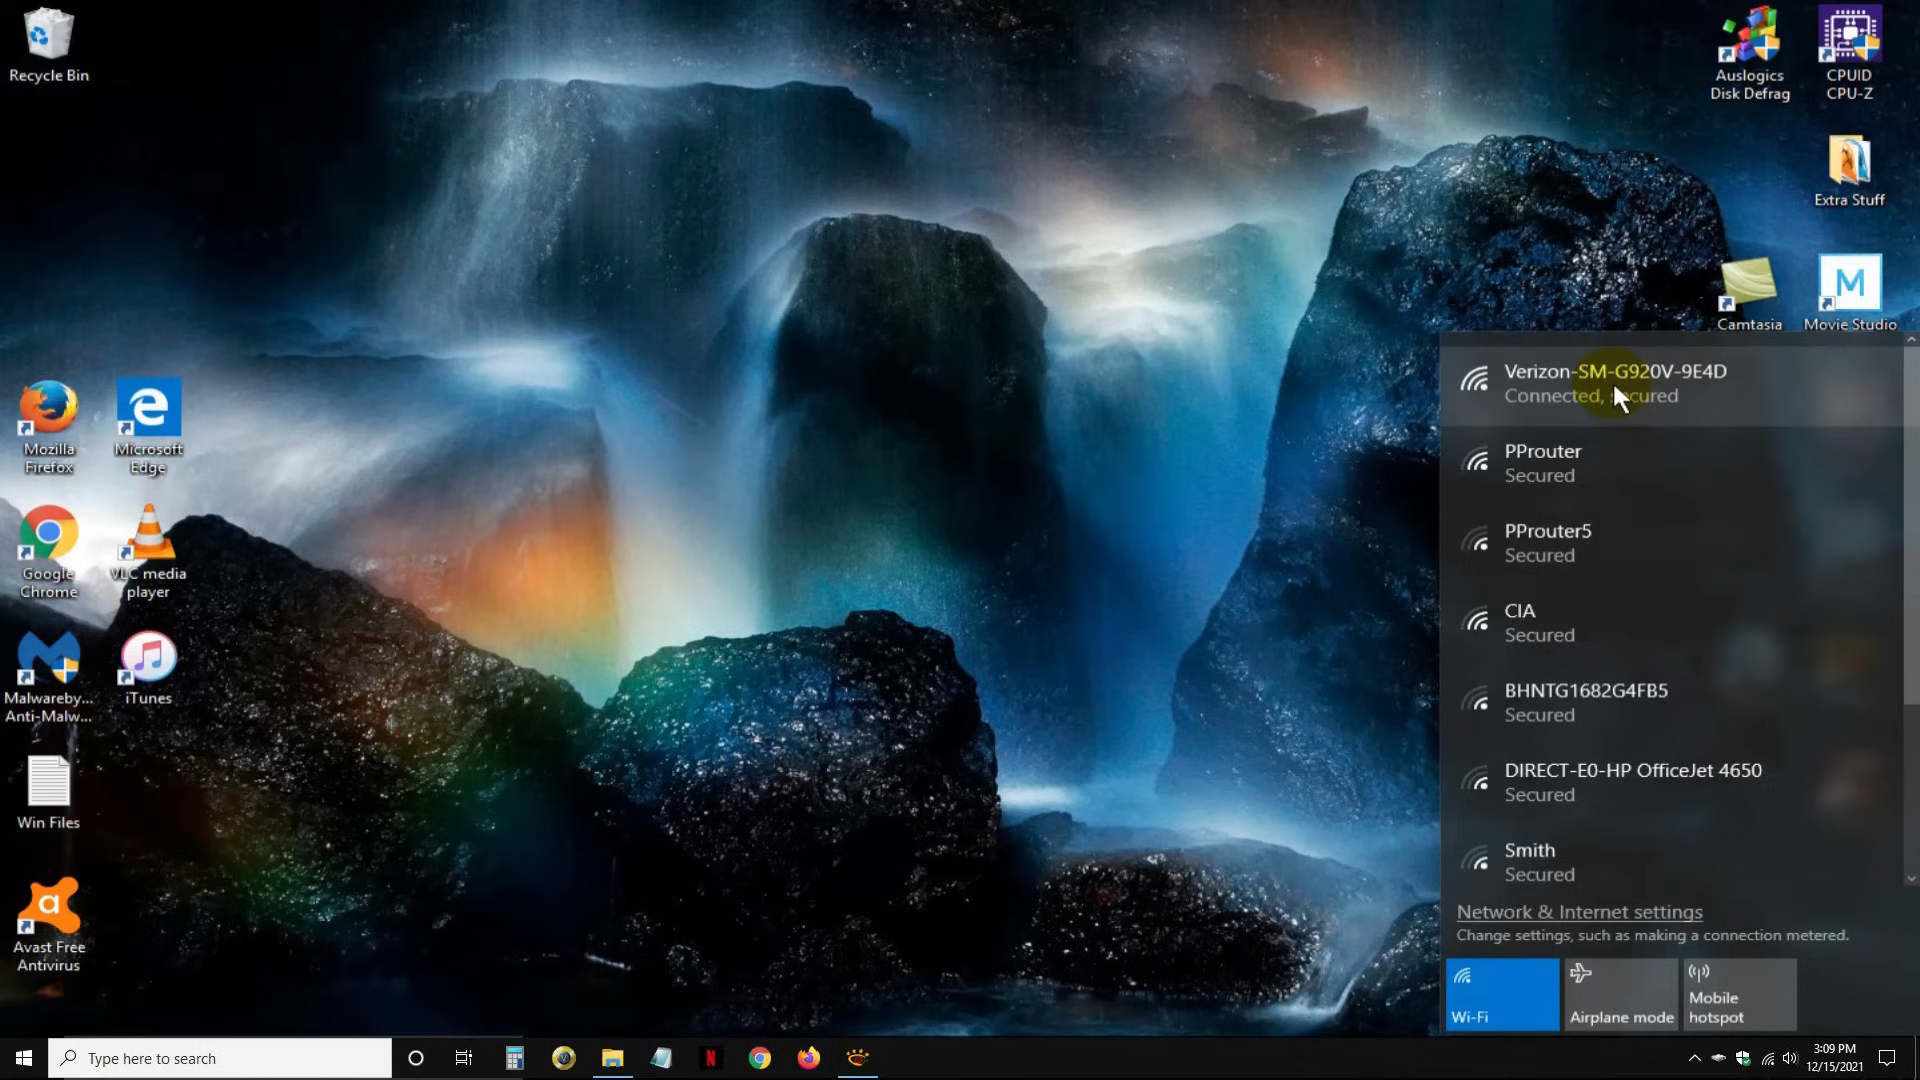 Recycle Bin
Auslogics
Disk Defrag
CPUID
CPU-Z
Extra Stuff
M
Camtasia
Movie Studio
Mozilla
Firefox
Microsoft
Edge
Google
Chrome
VLC media
player
Malwareby...
Anti-Malw...
iTunes
Win Files
Avast Free
Antivirus
Verizon-SM-G920V-9E4D
Connected, secured
PProuter
Secured
PProuter5
Secured
CIA
Secured
BHNTG1682G4FB5
Secured
DIRECT-E0-HP OfficeJet 4650
Secured
Smith
Secured
Network & Internet settings
Change settings, such as making a connection metered.
Wi-Fi
Airplane mode
Mobile
hotspot
Type here to search
N
3:09 PM
12/15/2021